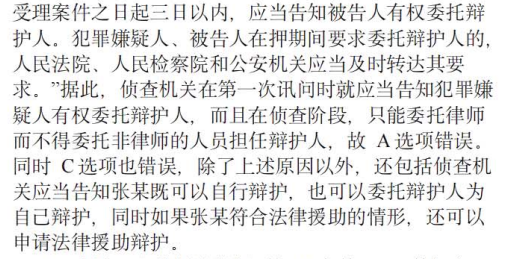 受理案件之日起三日以内，应当告知被告人有权委托辩
护人。犯罪嫌疑人、被告人在押期间要求委托辩护人的，
人民法院、人民检察院和公安机关应当及时转达其要
求。”据此，侦查机关在第一次讯问时就应当告知犯罪嫌
疑人有权委托辩护人，而且在侦查阶段，只能委托律师
而不得委托非律师的人员担任辩护人，故 A 选项错误。
同时 C 选项也错误，除了上述原因以外，还包括侦查机
关应当告知张某既可以自行辩护，也可以委托辩护人为
自己辩护，同时如果张某符合法律援助的情形，还可以
申请法律援助辩护。